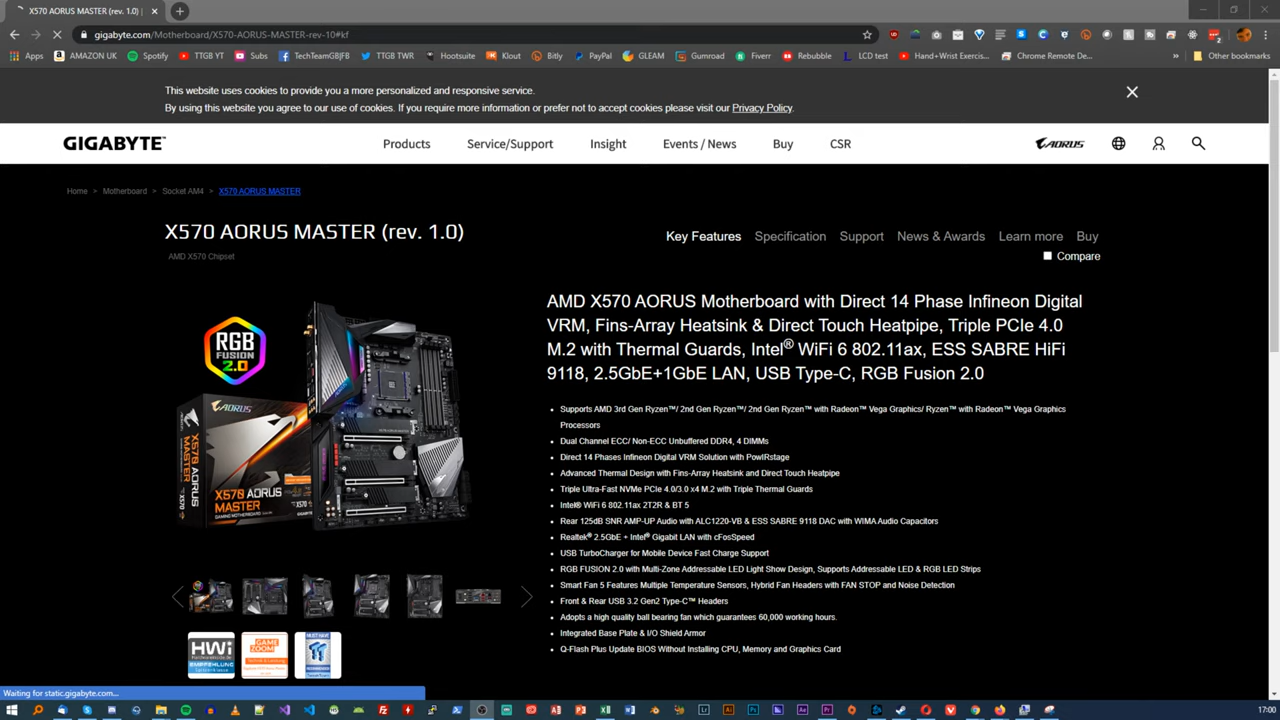 X570 AORUS MASTER (rev. 1.0) |
gigabyte.com/Motherboard/X570-AORUS-MASTER-rev-10#kf
Apps AMAZON UK Spotify TTGB YT Subs TechTeamGBJFB TTGB TWR Hootsuite Klout Bitly PayPal GLEAM Gumroad Fiverr Rebubble LCD test Hand+Wrist Exercis... Chrome Remote De... » Other bookmarks
This website uses cookies to provide you a more personalized and responsive service.
By using this website you agree to our use of cookies. If you require more information or prefer not to accept cookies please visit our Privacy Policy.
GIGABYTE™ Products Service/Support Insight Events / News Buy CSR AORUS
Home > Motherboard > Socket AM4 > X570 AORUS MASTER
X570 AORUS MASTER (rev. 1.0)
Key Features Specification Support News & Awards Learn more Buy
AMD X570 Chipset
Compare
AMD X570 AORUS Motherboard with Direct 14 Phase Infineon Digital
VRM, Fins-Array Heatsink & Direct Touch Heatpipe, Triple PCIe 4.0
M.2 with Thermal Guards, Intel® WiFi 6 802.11ax, ESS SABRE HiFi
9118, 2.5GbE+1GbE LAN, USB Type-C, RGB Fusion 2.0
RGB
FUSION
2.0
AORUS
X570 AORUS
MASTER
X570 AORUS
MASTER
Supports AMD 3rd Gen Ryzen™/ 2nd Gen Ryzen™/ 2nd Gen Ryzen™ with Radeon™ Vega Graphics/ Ryzen™ with Radeon™ Vega Graphics
Processors
Dual Channel ECC/ Non-ECC Unbuffered DDR4, 4 DIMMs
Direct 14 Phases Infineon Digital VRM Solution with PowIRstage
Advanced Thermal Design with Fins-Array Heatsink and Direct Touch Heatpipe
Triple Ultra-Fast NVMe PCIe 4.0/3.0 x4 M.2 with Triple Thermal Guards
Intel® WiFi 6 802.11ax 2T2R & BT 5
Rear 125dB SNR AMP-UP Audio with ALC1220-VB & ESS SABRE 9118 DAC with WIMA Audio Capacitors
Realtek® 2.5GbE + Intel® Gigabit LAN with cFosSpeed
USB TurboCharger for Mobile Device Fast Charge Support
RGB FUSION 2.0 with Multi-Zone Addressable LED Light Show Design, Supports Addressable LED & RGB LED Strips
Smart Fan 5 Features Multiple Temperature Sensors, Hybrid Fan Headers with FAN STOP and Noise Detection
Front & Rear USB 3.2 Gen2 Type-C™ Headers
Adopts a high quality ball bearing fan which guarantees 60,000 working hours.
Integrated Base Plate & I/O Shield Armor
Q-Flash Plus Update BIOS Without Installing CPU, Memory and Graphics Card
HWi
EMPFEHLUNG
GAME
ZOOM
MUST HAVE
Waiting for static.gigabyte.com...
17:00